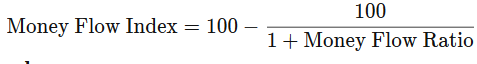 Money Flow Index = 100 − 100 / 1 + Money Flow Ratio